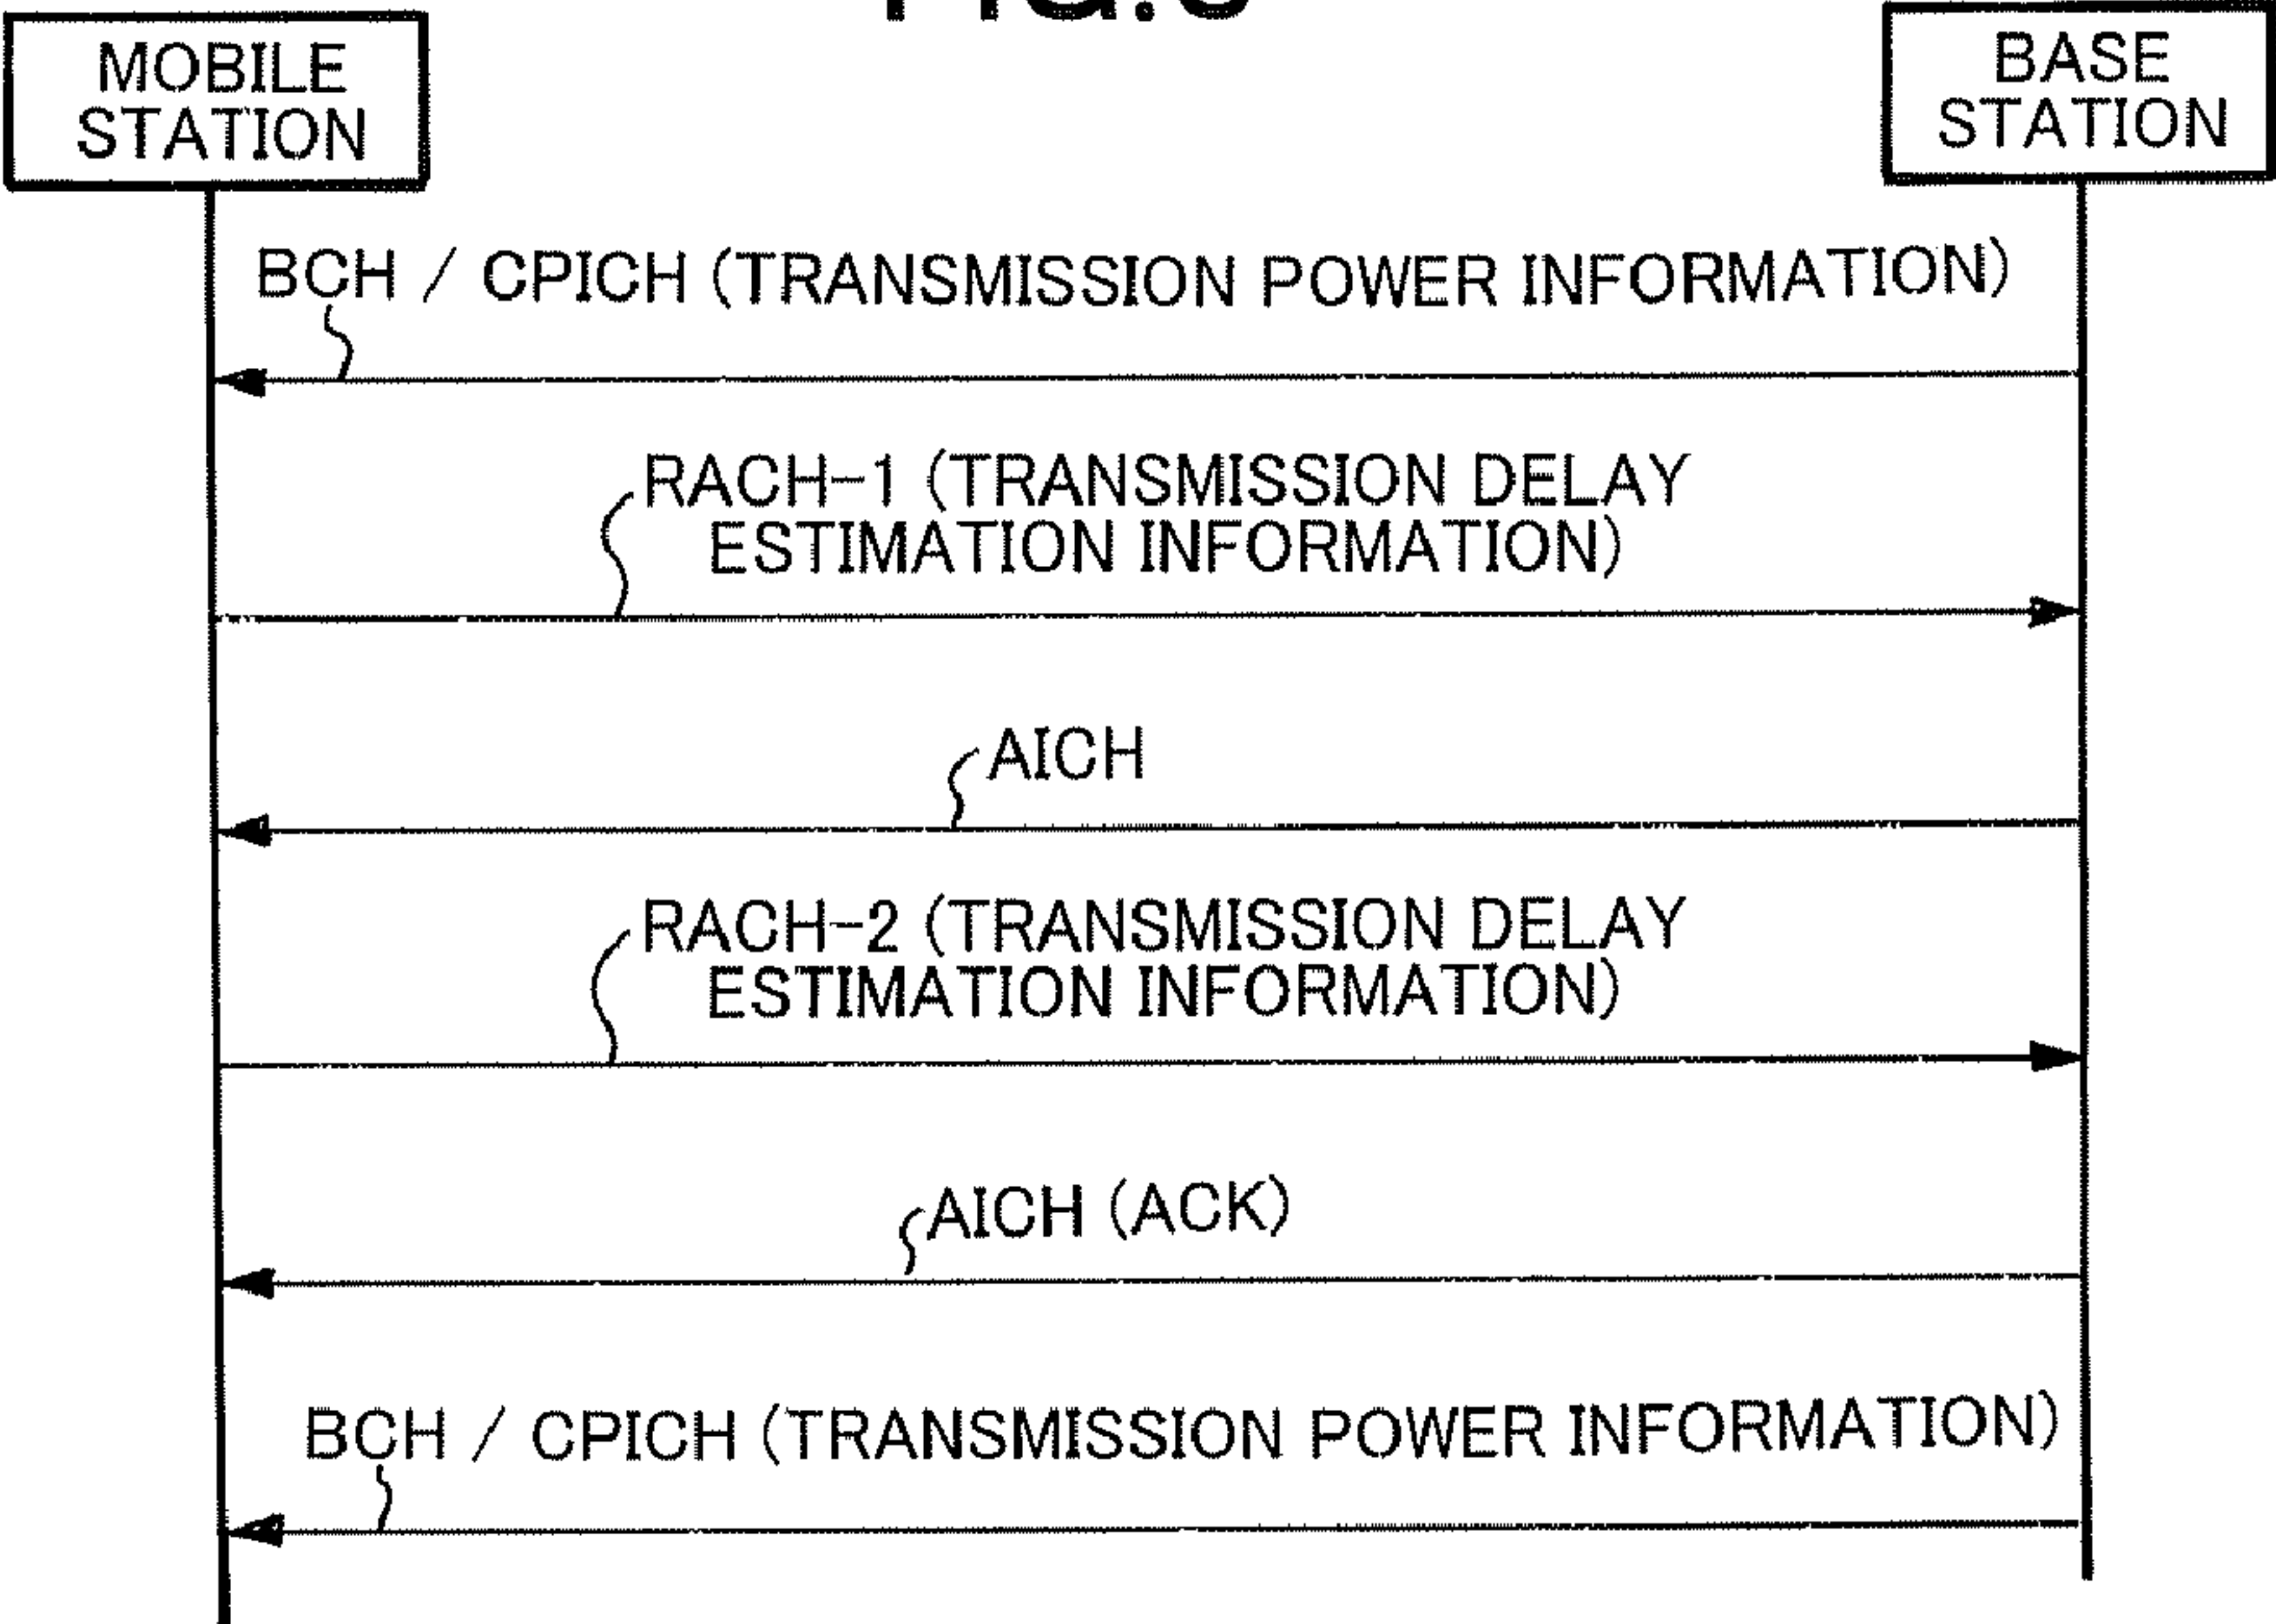 MOBILE
STATION
BASE
STATION
BCH / CPICH (TRANSMISSION POWER INFORMATION)
RACH-1 (TRANSMISSION DELAY
ESTIMATION INFORMATION)
AICH
RACH-2 (TRANSMISSION DELAY
ESTIMATION INFORMATION)
AICH (ACK)
BCH / CPICH (TRANSMISSION POWER INFORMATION)